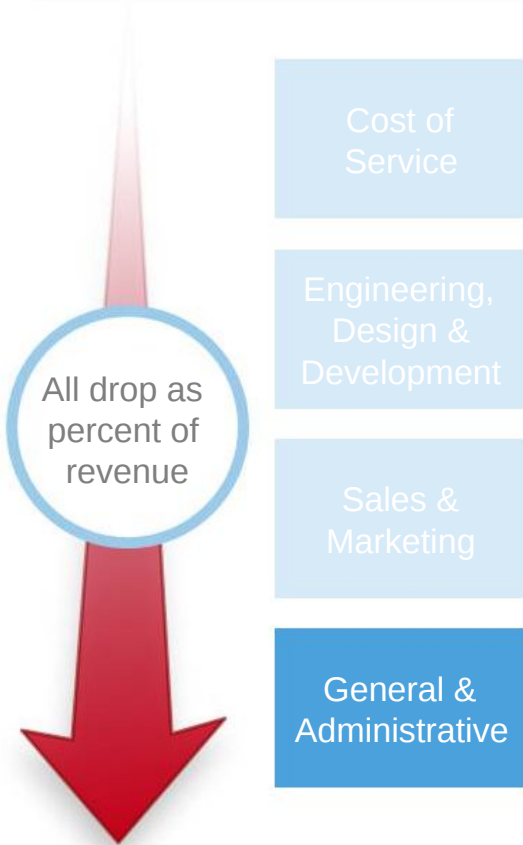 Cost of
Service
Engineering,
Design &
Development
All drop as
percent of
revenue
Sales &
Marketing
General &
Administrative